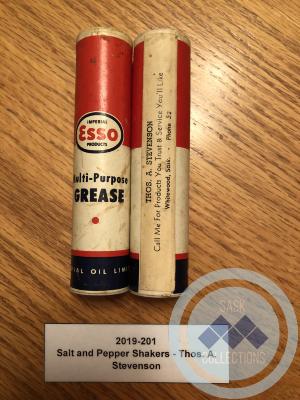 IMPERIAL
Esso
PRODUCTS
Multi-Purpose
GREASE
THOS. A. STEVENSON
Call Me For Products You Trust & Service You'll Like
Whitewood, Sask. - Phone 52
2019-201
Salt and Pepper Shakers - Thos. A.
Stevenson
SASK
COLLECTIONS